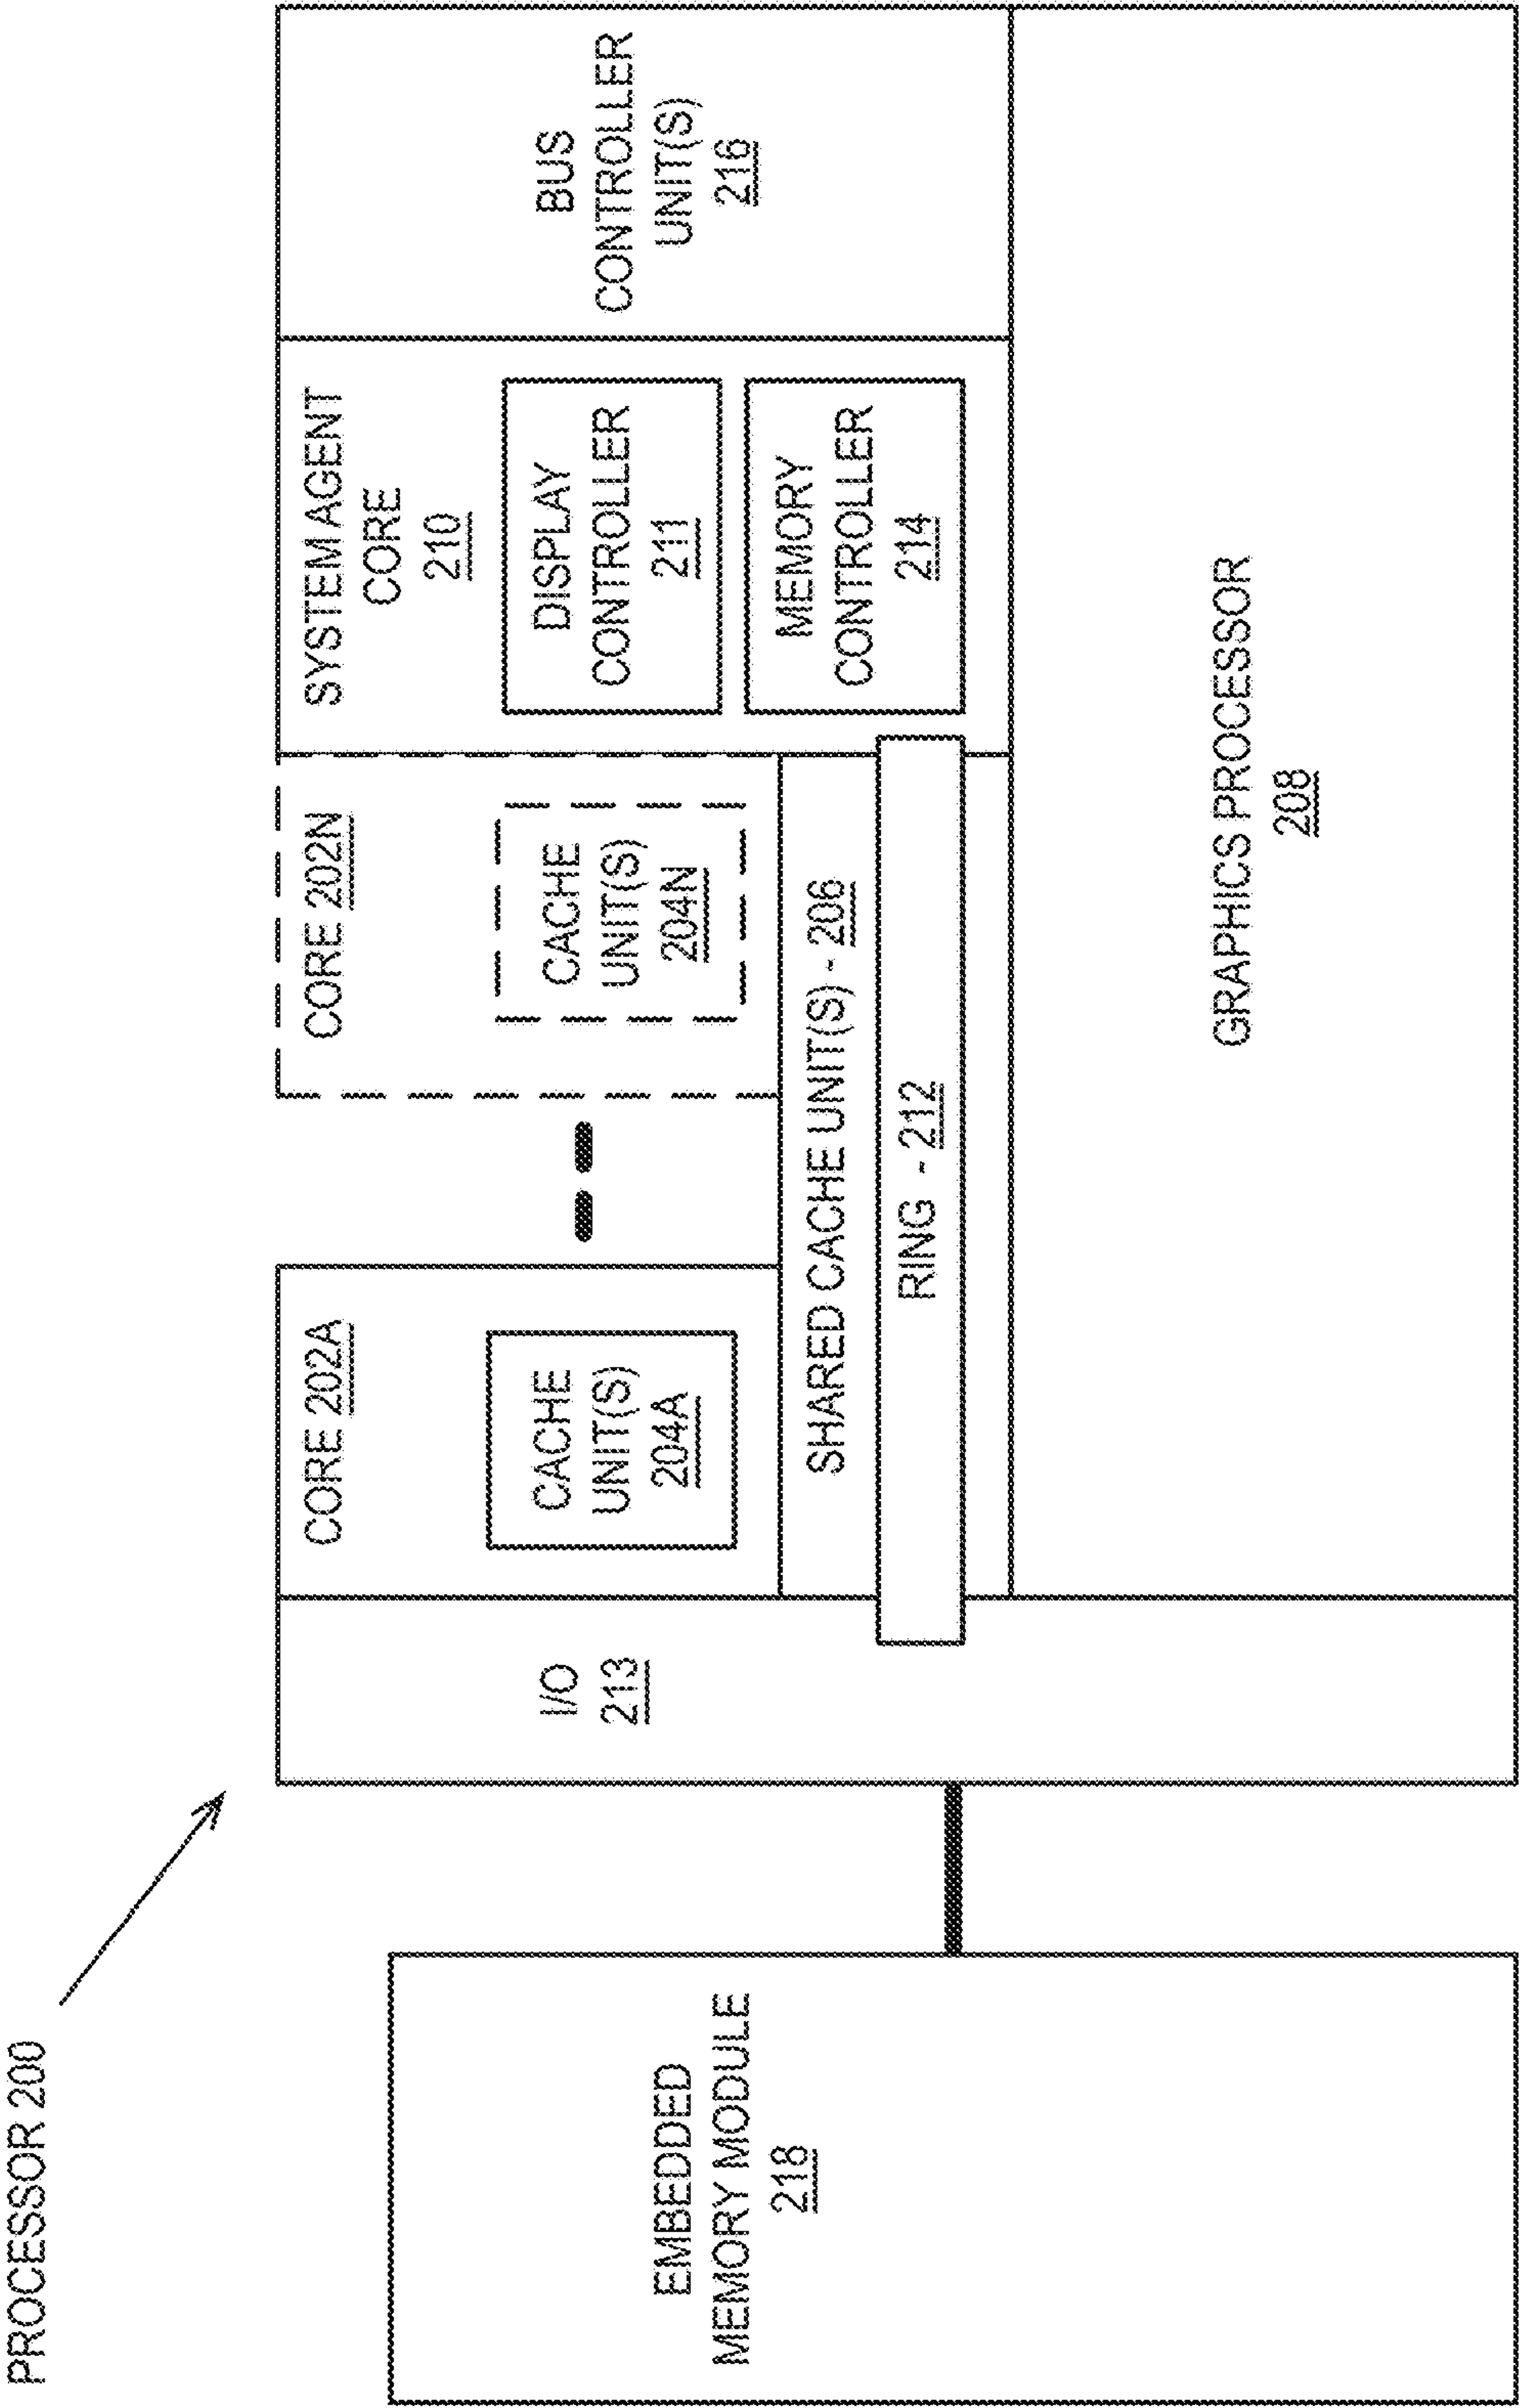 PROCESSOR 200
EMBEDDED
MEMORY MODULE
218
I/O
213
CORE 202A
CACHE
UNIT(S)
204A
CORE 202N
CACHE
UNIT(S)
204N
SHARED CACHE UNIT(S) - 206
RING - 212
SYSTEM AGENT
CORE
210
DISPLAY
CONTROLLER
211
MEMORY
CONTROLLER
214
BUS
CONTROLLER
UNIT(S)
216
GRAPHICS PROCESSOR
208